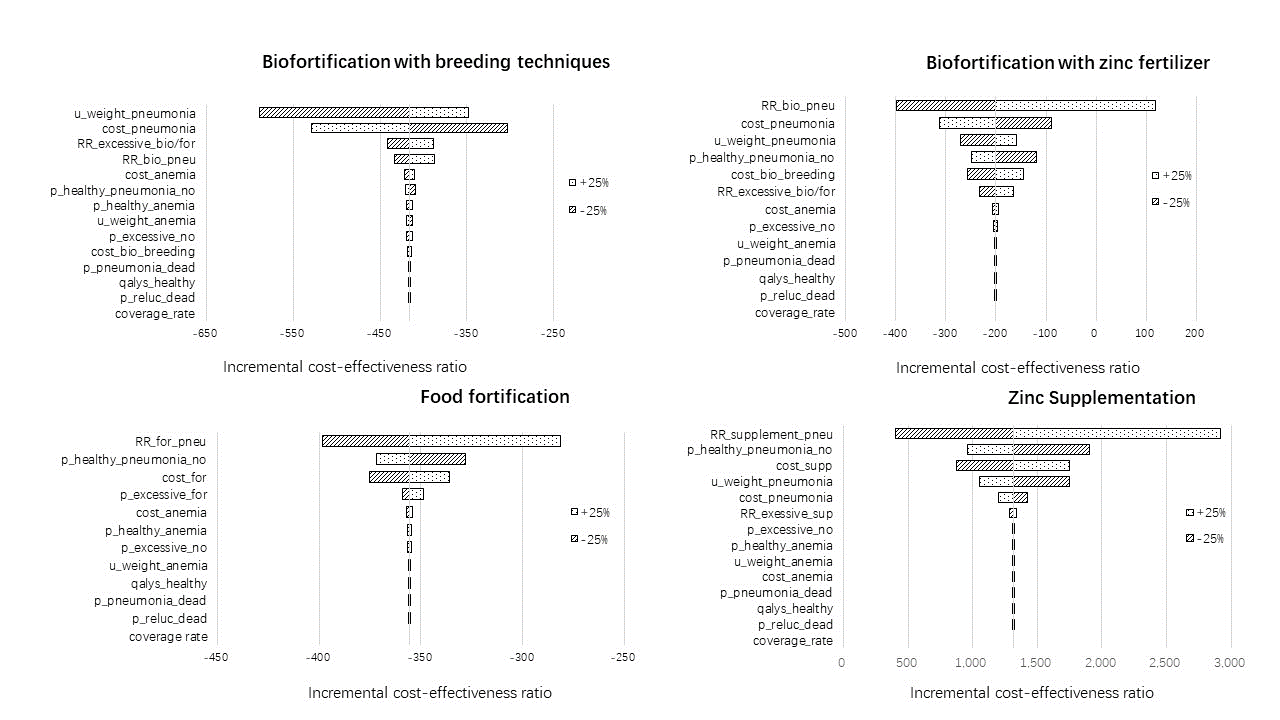 Biofortification with breeding techniques
u_weight_pneumonia
cost_pneumonia
RR_excessive_bio/for
RR_bio_pneu
cost_anemia
p_healthy_pneumonia_no
p_healthy_anemia
u_weight_anemia
p_excessive_no
cost_bio_breeding
p_pneumonia_dead
qalys_healthy
p_reluc_dead
coverage_rate
+25%
-25%
-650 -550 -450 -350 -250
Incremental cost-effectiveness ratio
Biofortification with zinc fertilizer
RR_bio_pneu
cost_pneumonia
u_weight_pneumonia
p_healthy_pneumonia_no
cost_bio_breeding
RR_excessive_bio/for
cost_anemia
p_excessive_no
u_weight_anemia
p_pneumonia_dead
qalys_healthy
p_reluc_dead
coverage_rate
+25%
-25%
-500 -400 -300 -200 -100 0 100 200
Incremental cost-effectiveness ratio
Food fortification
RR_for_pneu
p_healthy_pneumonia_no
cost_for
p_excessive_for
cost_anemia
p_healthy_anemia
p_excessive_no
u_weight_anemia
qalys_healthy
p_pneumonia_dead
p_reluc_dead
coverage rate
+25%
-25%
-450 -400 -350 -300 -250
Incremental cost-effectiveness ratio
Zinc Supplementation
RR_supplement_pneu
p_healthy_pneumonia_no
cost_supp
u_weight_pneumonia
cost_pneumonia
RR_exessive_sup
p_excessive_no
p_healthy_anemia
u_weight_anemia
cost_anemia
p_pneumonia_dead
qalys_healthy
p_reluc_dead
coverage_rate
+25%
-25%
0 500 1,000 1,500 2,000 2,500 3,000
Incremental cost-effectiveness ratio